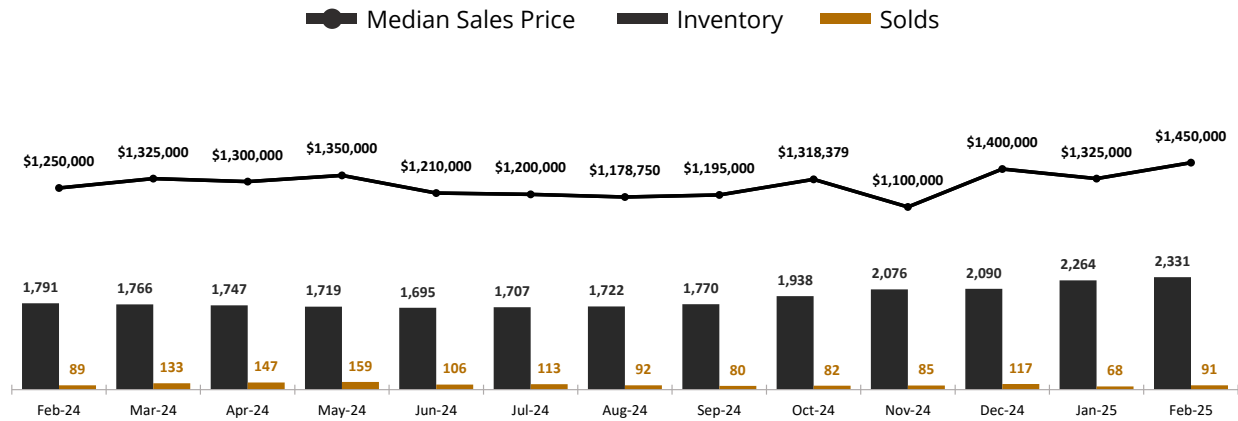 Median Sales Price Inventory Solds
$1,250,000 $1,325,000 $1,300,000 $1,350,000 $1,210,000 $1,200,000 $1,178,750 $1,195,000 $1,318,379 $1,100,000 $1,400,000 $1,325,000 $1,450,000
1,791 1,766 1,747 1,719 1,695 1,707 1,722 1,770 1,938 2,076 2,090 2,264 2,331
89 133 147 159 106 113 92 80 82 85 117 68 91
Feb-24 Mar-24 Apr-24 May-24 Jun-24 Jul-24 Aug-24 Sep-24 Oct-24 Nov-24 Dec-24 Jan-25 Feb-25